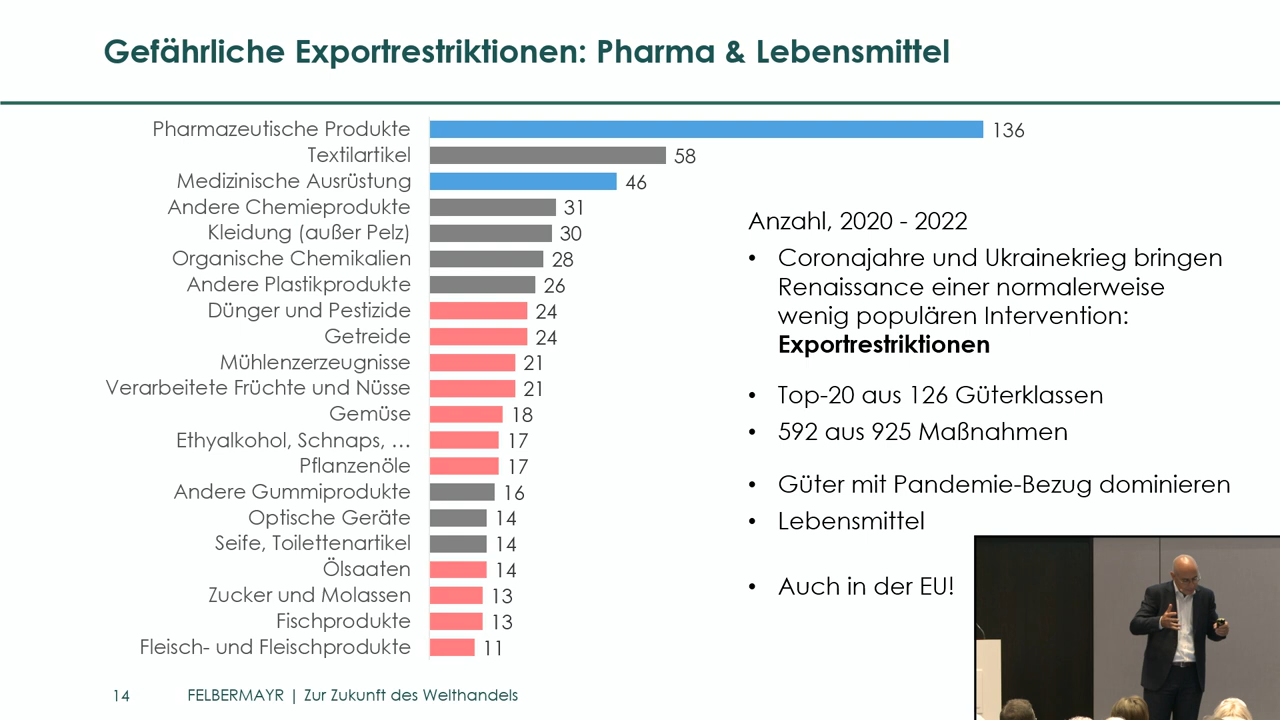 Gefährliche Exportrestriktionen: Pharma & Lebensmittel
Pharmazeutische Produkte 136
Textilartikel 58
Medizinische Ausrüstung 46
Andere Chemieprodukte 31
Kleidung (außer Pelz) 30
Organische Chemikalien 28
Andere Plastikprodukte 26
Dünger und Pestizide 24
Getreide 24
Mühlenzerzeugnisse 21
Verarbeitete Früchte und Nüsse 21
Gemüse 18
Ethyalkohol, Schnaps, … 17
Pflanzenöle 17
Andere Gummiprodukte 16
Optische Geräte 14
Seife, Toilettenartikel 14
Ölsaaten 14
Zucker und Molassen 13
Fischprodukte 13
Fleisch- und Fleischprodukte 11
Anzahl, 2020 - 2022
• Coronajahre und Ukrainekrieg bringen
Renaissance einer normalerweise
wenig populären Intervention:
Exportrestriktionen
• Top-20 aus 126 Güterklassen
• 592 aus 925 Maßnahmen
• Güter mit Pandemie-Bezug dominieren
• Lebensmittel
• Auch in der EU!
14 FELBERMAYR | Zur Zukunft des Welthandels